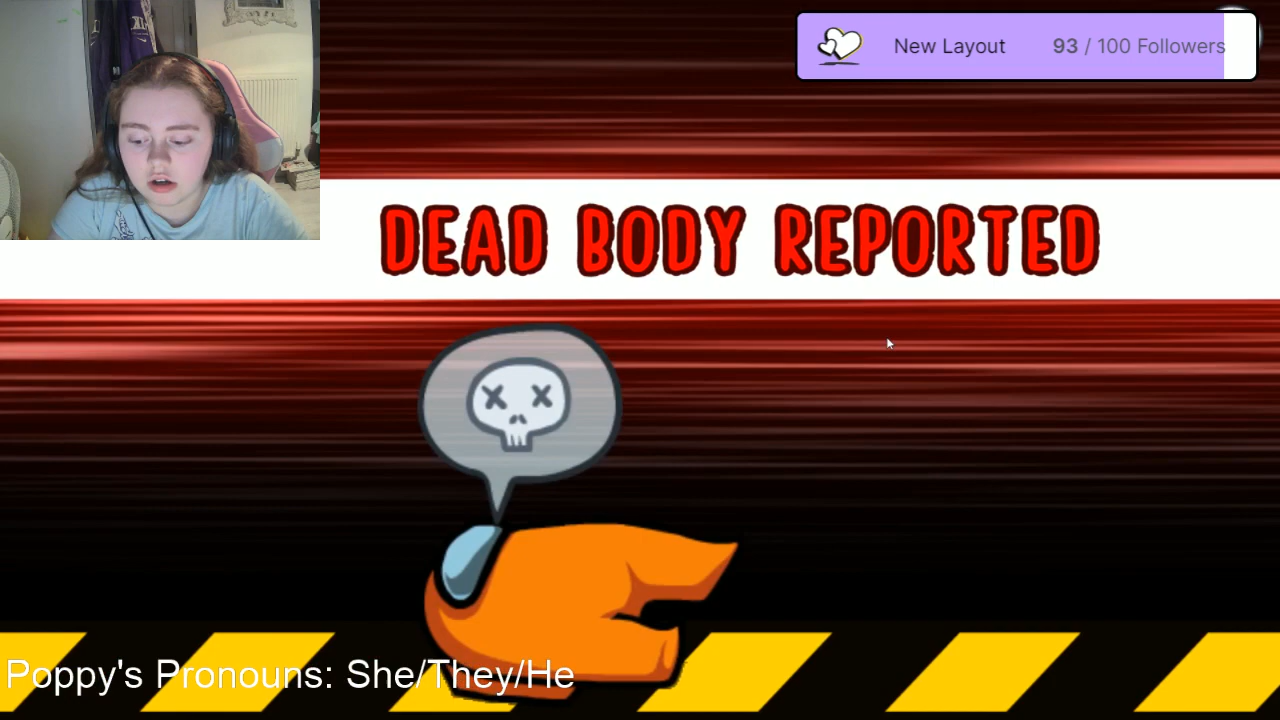 New Layout 93 / 100 Followers
DEAD BODY REPORTED
Poppy's Pronouns: She/They/He